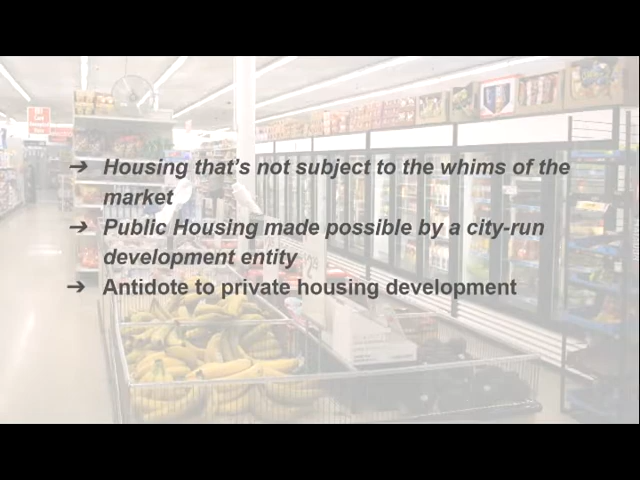 ➔ Housing that's not subject to the whims of the
market
➔ Public Housing made possible by a city-run
development entity
➔ Antidote to private housing development